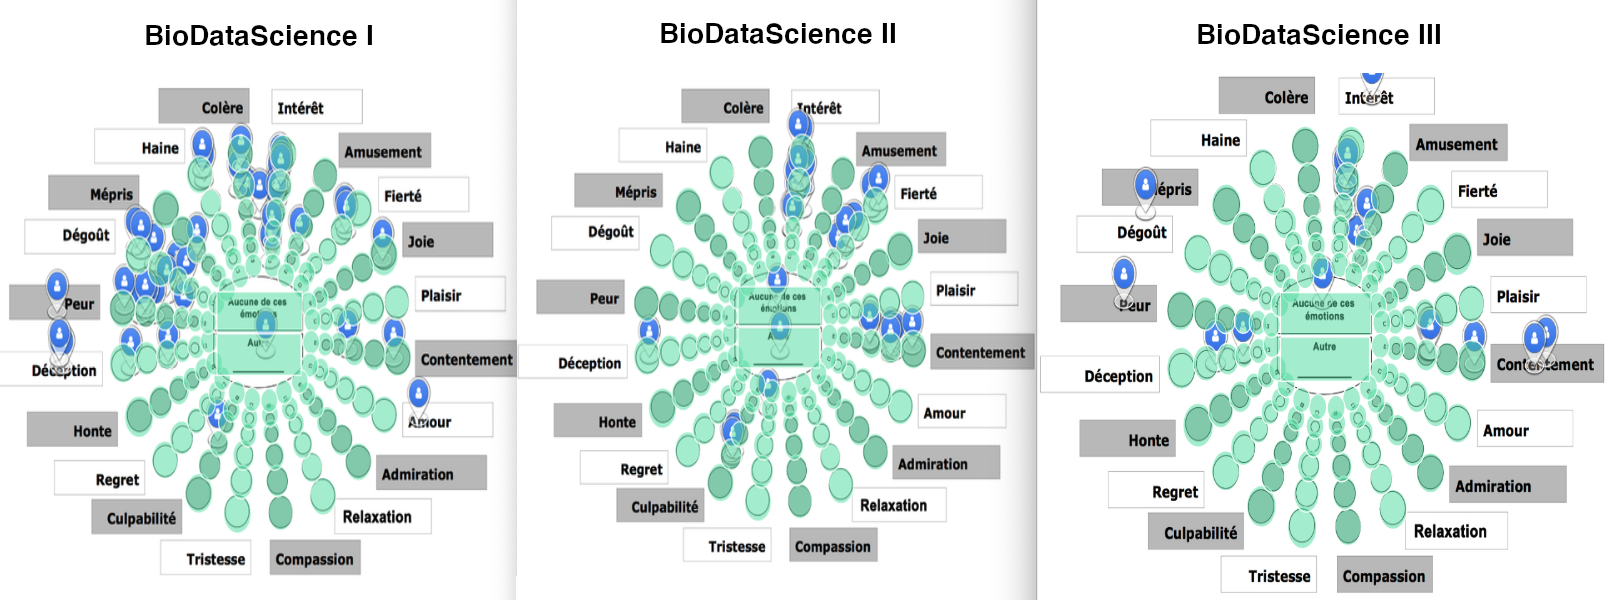 BioDataScience I
Colère
Intérêt
Haine
Amusement
Mépris
Fierté
Dégoût
Joie
Peur
Plaisir
Aucune de ces
émotions
Déception
Contentement
Honte
Amour
Regret
Admiration
Culpabilité
Relaxation
Tristesse
Compassion
BioDataScience II
Colère
Intérêt
Haine
Amusement
Mépris
Fierté
Dégoût
Joie
Peur
Plaisir
Aucune de ces
émotions
Déception
Contentement
Honte
Amour
Regret
Admiration
Culpabilité
Relaxation
Tristesse
Compassion
BioDataScience III
Colère
Intérêt
Haine
Amusement
Mépris
Fierté
Dégoût
Joie
Peur
Plaisir
Aucune de ces
émotions
Autre
Déception
Contentement
Honte
Amour
Regret
Admiration
Culpabilité
Relaxation
Tristesse
Compassion